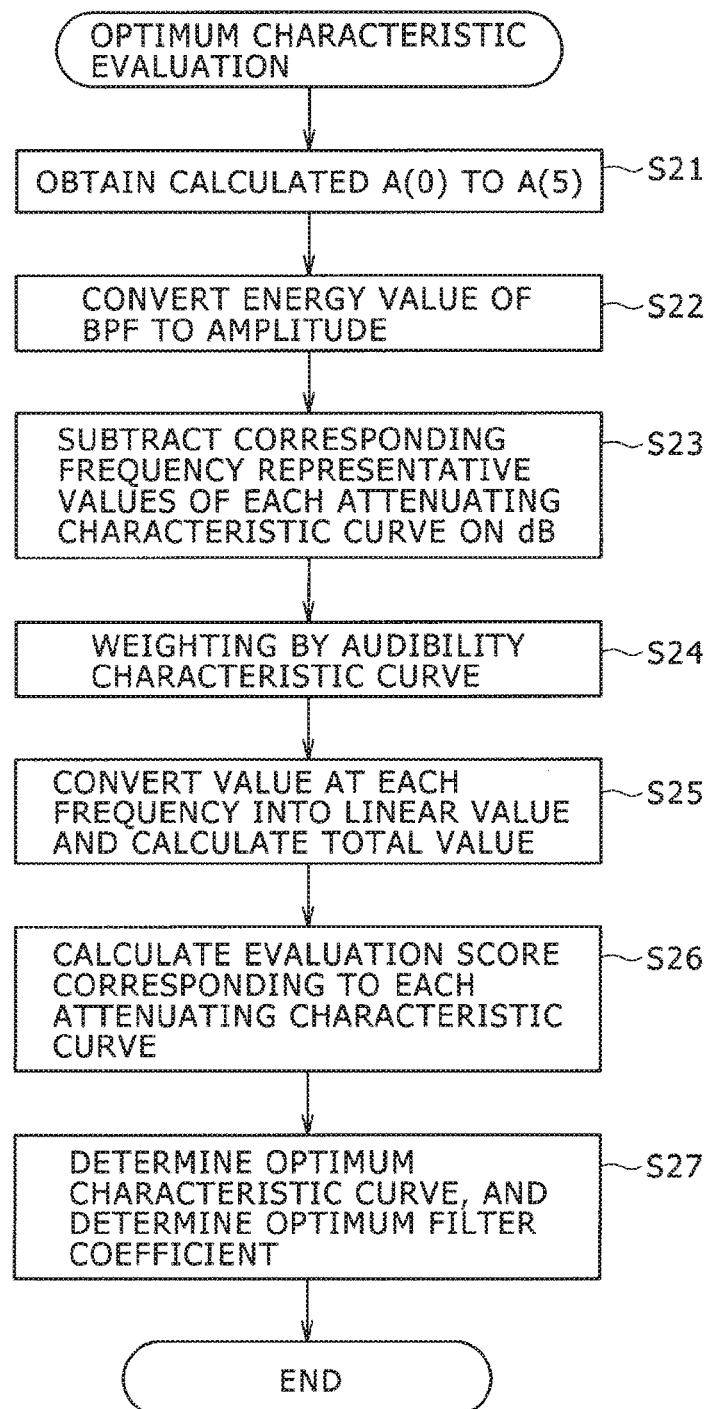 OPTIMUM CHARACTERISTIC
EVALUATION
OBTAIN CALCULATED A(0) TO A(5)
S21
CONVERT ENERGY VALUE OF
BPF TO AMPLITUDE
S22
SUBTRACT CORRESPONDING
FREQUENCY REPRESENTATIVE
VALUES OF EACH ATTENUATING
CHARACTERISTIC CURVE ON dB
S23
WEIGHTING BY AUDIBILITY
CHARACTERISTIC CURVE
S24
CONVERT VALUE AT EACH
FREQUENCY INTO LINEAR VALUE
AND CALCULATE TOTAL VALUE
S25
CALCULATE EVALUATION SCORE
CORRESPONDING TO EACH
ATTENUATING CHARACTERISTIC
CURVE
S26
DETERMINE OPTIMUM
CHARACTERISTIC CURVE, AND
DETERMINE OPTIMUM FILTER
COEFFICIENT
S27
END